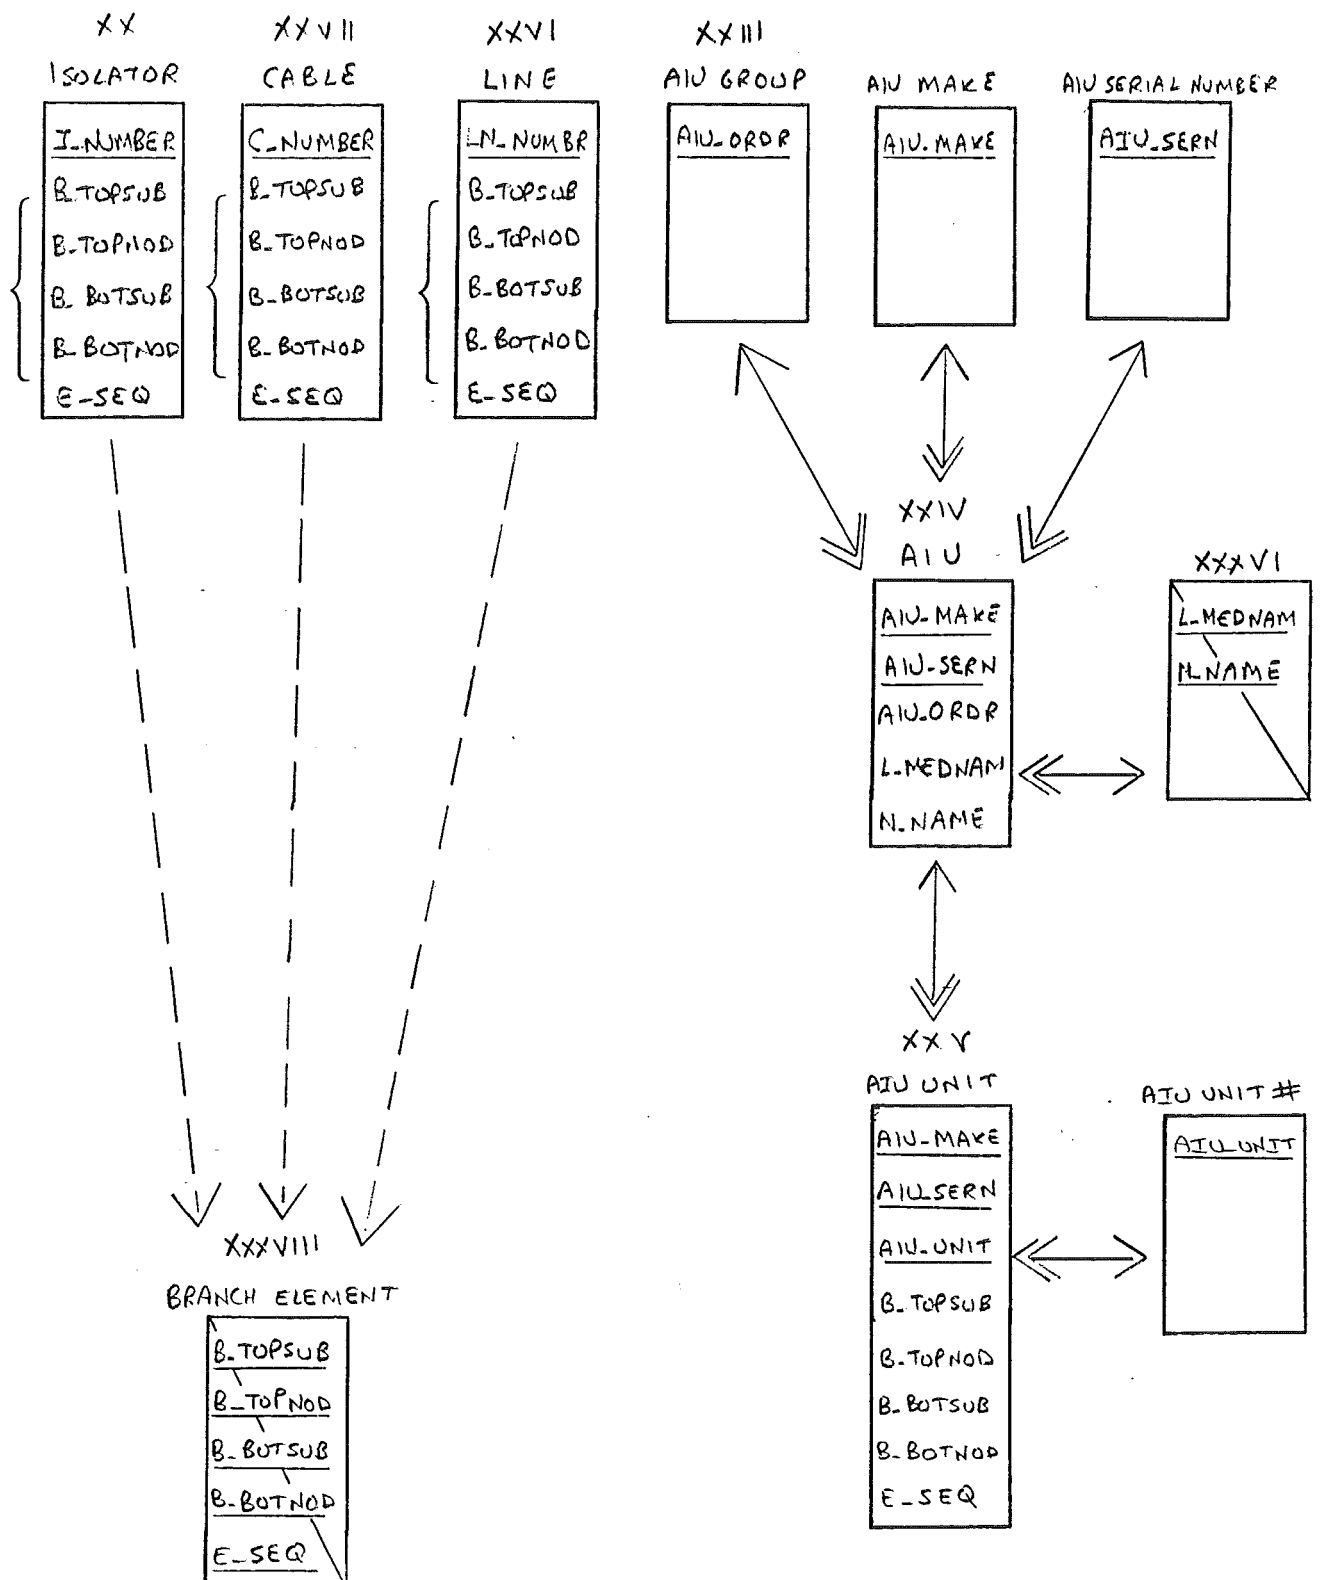 XX
ISOLATOR
I_NUMBER
B_TOPSUB
B_TOPNOD
B_BOTSUB
B_BOTNOD
E_SEQ
XXVII
CABLE
C_NUMBER
B_TOPSUB
B_TOPNOD
B_BOTSUB
B_BOTNOD
E_SEQ
XXVI
LINE
LN_NUMBR
B_TOPSUB
B_TOPNOD
B_BOTSUB
B_BOTNOD
E_SEQ
XXIII
AIU GROUP
AIU_ORDR
AIU MAKE
AIU_MAKE
AIU SERIAL NUMBER
AIU_SERN
XXIV
AIU
AIU_MAKE
AIU_SERN
AIU_ORDR
L_MEDNAM
N_NAME
XXXVI
L_MEDNAM
N_NAME
XXV
AIU UNIT
AIU_MAKE
AIU_SERN
AIU_UNIT
B_TOPSUB
B_TOPNOD
B_BOTSUB
B_BOTNOD
E_SEQ
AIU UNIT #
AIU_UNIT
XXXVIII
BRANCH ELEMENT
B_TOPSUB
B_TOPNOD
B_BOTSUB
B_BOTNOD
E_SEQ